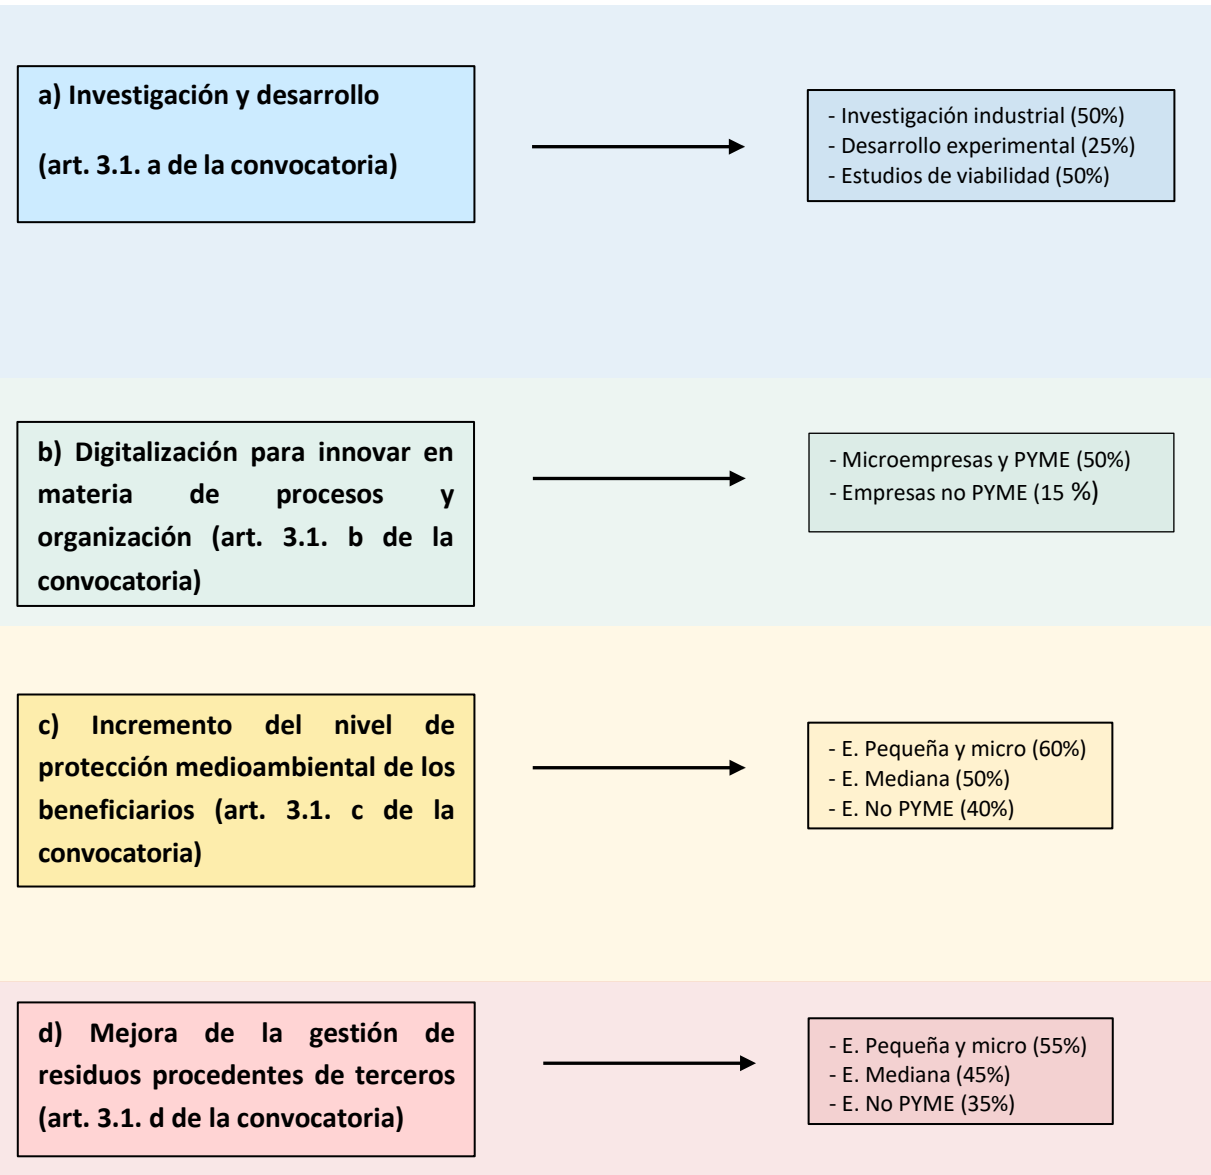 a) Investigación y desarrollo
(art. 3.1. a de la convocatoria)
- Investigación industrial (50%)
- Desarrollo experimental (25%)
- Estudios de viabilidad (50%)
b) Digitalización para innovar en
materia de procesos y
organización (art. 3.1. b de la
convocatoria)
- Microempresas y PYME (50%)
- Empresas no PYME (15 %)
c) Incremento del nivel de
protección medioambiental de los
beneficiarios (art. 3.1. c de la
convocatoria)
- E. Pequeña y micro (60%)
- E. Mediana (50%)
- E. No PYME (40%)
d) Mejora de la gestión de
residuos procedentes de terceros
(art. 3.1. d de la convocatoria)
- E. Pequeña y micro (55%)
- E. Mediana (45%)
- E. No PYME (35%)